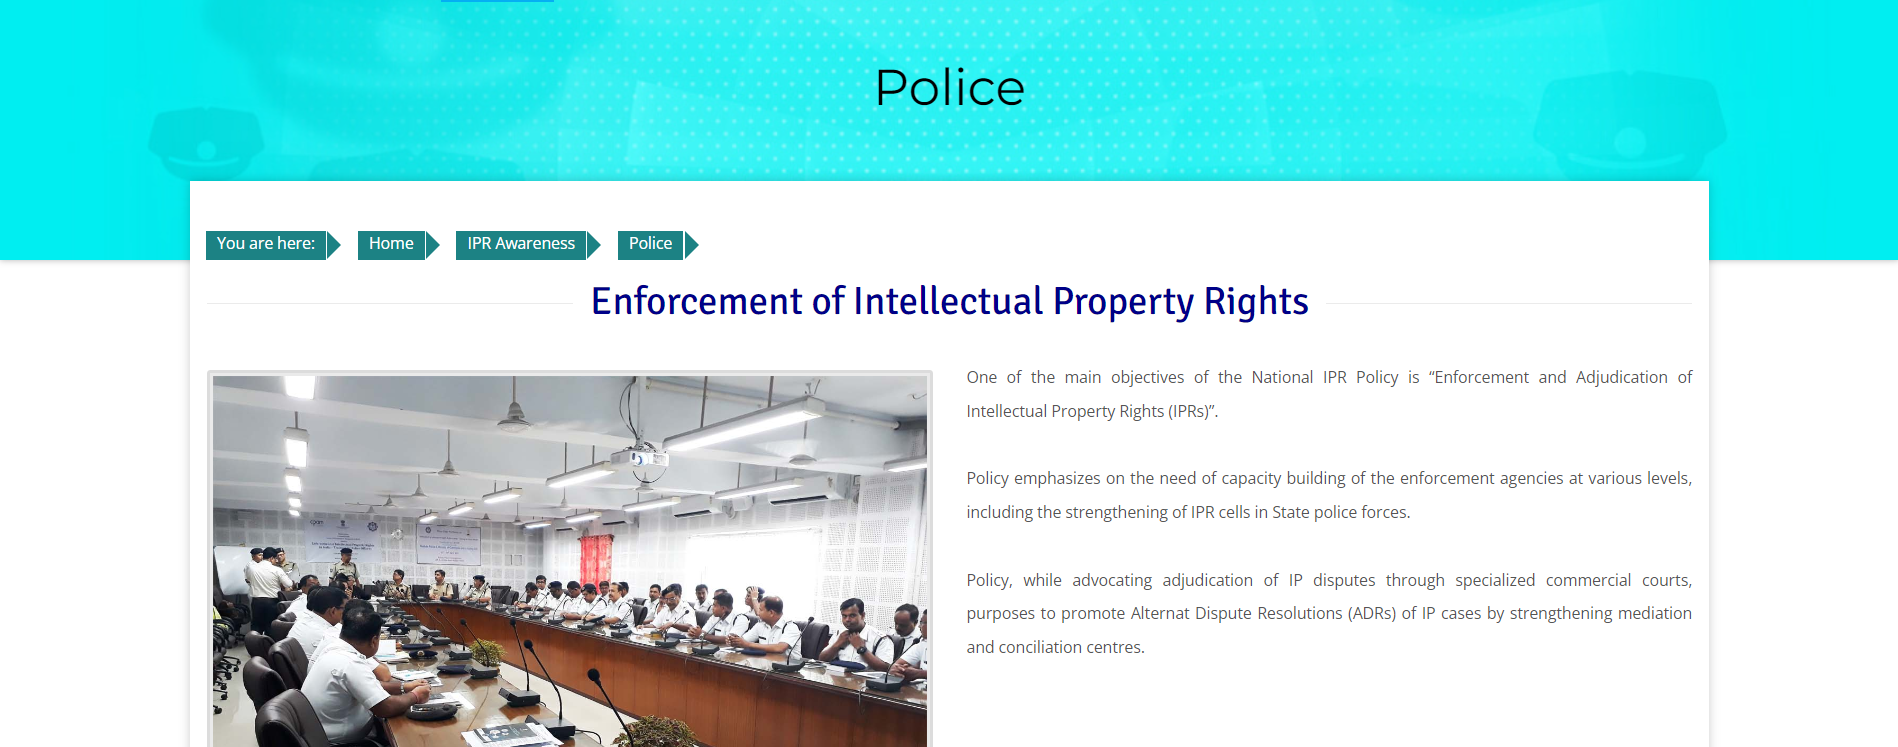 Police
You are here:
Home
IPR Awareness
Police
Enforcement of Intellectual Property Rights
One of the main objectives of the National IPR Policy is “Enforcement and Adjudication of
Intellectual Property Rights (IPRs)”.
Policy emphasizes on the need of capacity building of the enforcement agencies at various levels,
including the strengthening of IPR cells in State police forces.
Policy, while advocating adjudication of IP disputes through specialized commercial courts,
purposes to promote Alternat Dispute Resolutions (ADRs) of IP cases by strengthening mediation
and conciliation centres.